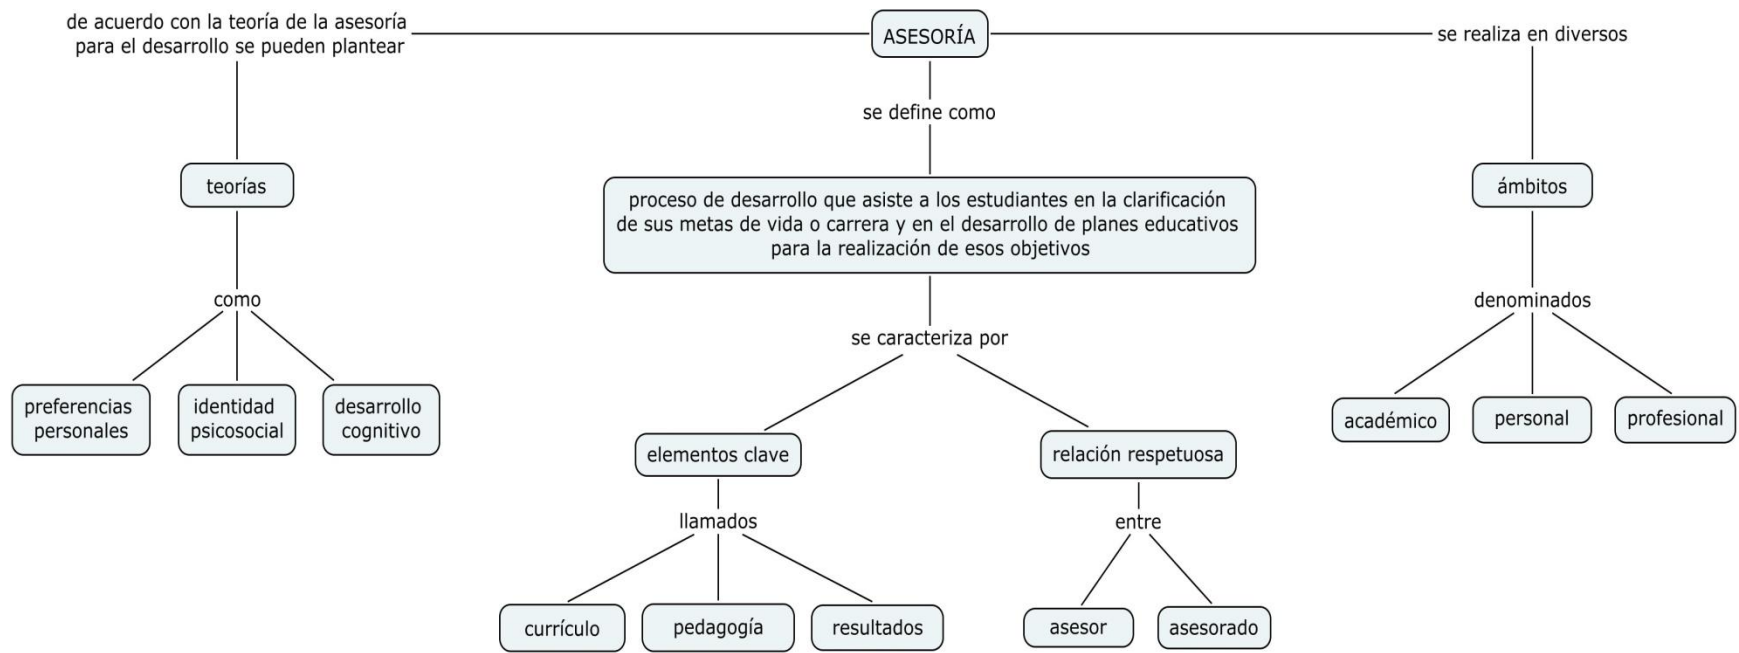 de acuerdo con la teoría de la asesoría
para el desarrollo se pueden plantear
ASESORÍA
se realiza en diversos
se define como
teorías
proceso de desarrollo que asiste a los estudiantes en la clarificación
de sus metas de vida o carrera y en el desarrollo de planes educativos
para la realización de esos objetivos
ámbitos
como
denominados
se caracteriza por
preferencias
personales
identidad
psicosocial
desarrollo
cognitivo
académico
personal
profesional
elementos clave
relación respetuosa
llamados
entre
currículo
pedagogía
resultados
asesor
asesorado